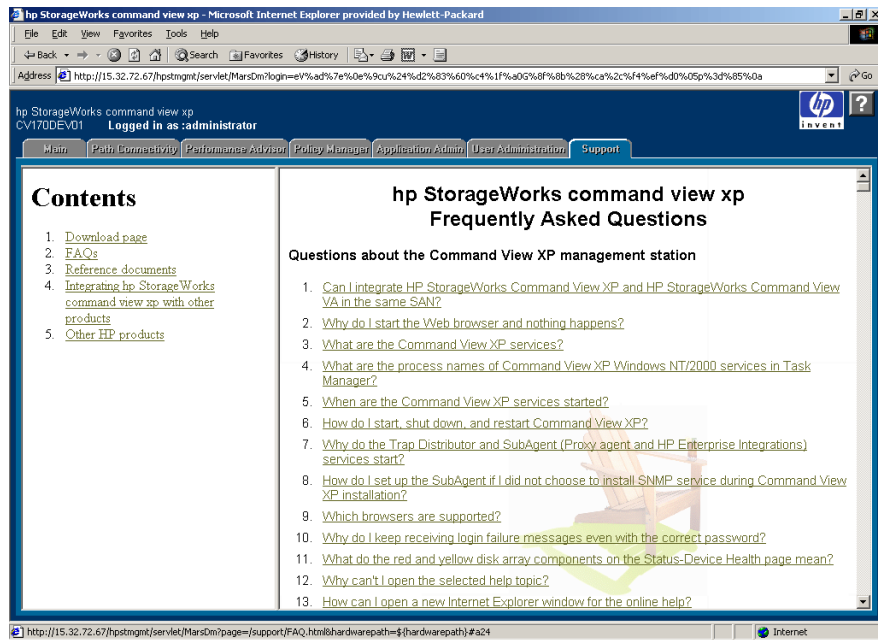 hp StorageWorks command view xp - Microsoft Internet Explorer provided by Hewlett-Packard
File Edit View Favorites Tools Help
Back Search Favorites History
Address http://15.32.72.67/hpstmgmt/servlet/MarsDm?login=eV%ad%7e%0e%9cu%24%d2%83%60%c4%1f%a0G%8f%8b%28%ca%2c%f4%ef%d0%05p%3d%85%0a Go
hp StorageWorks command view xp
CV170DEV01 Logged in as :administrator
hp
invent
?
Main Path Connectivity Performance Advisor Policy Manager Application Admin User Administration Support
Contents
1. Download page
2. FAQs
3. Reference documents
4. Integrating hp StorageWorks
command view xp with other
products
5. Other HP products
hp StorageWorks command view xp
Frequently Asked Questions
Questions about the Command View XP management station
1. Can I integrate HP StorageWorks Command View XP and HP StorageWorks Command View
VA in the same SAN?
2. Why do I start the Web browser and nothing happens?
3. What are the Command View XP services?
4. What are the process names of Command View XP Windows NT/2000 services in Task
Manager?
5. When are the Command View XP services started?
6. How do I start, shut down, and restart Command View XP?
7. Why do the Trap Distributor and SubAgent (Proxy agent and HP Enterprise Integrations)
services start?
8. How do I set up the SubAgent if I did not choose to install SNMP service during Command View
XP installation?
9. Which browsers are supported?
10. Why do I keep receiving login failure messages even with the correct password?
11. What do the red and yellow disk array components on the Status-Device Health page mean?
12. Why can't I open the selected help topic?
13. How can I open a new Internet Explorer window for the online help?
http://15.32.72.67/hpstmgmt/servlet/MarsDm?page=/support/FAQ.html&hardwarepath=${hardwarepath}#a24 Internet